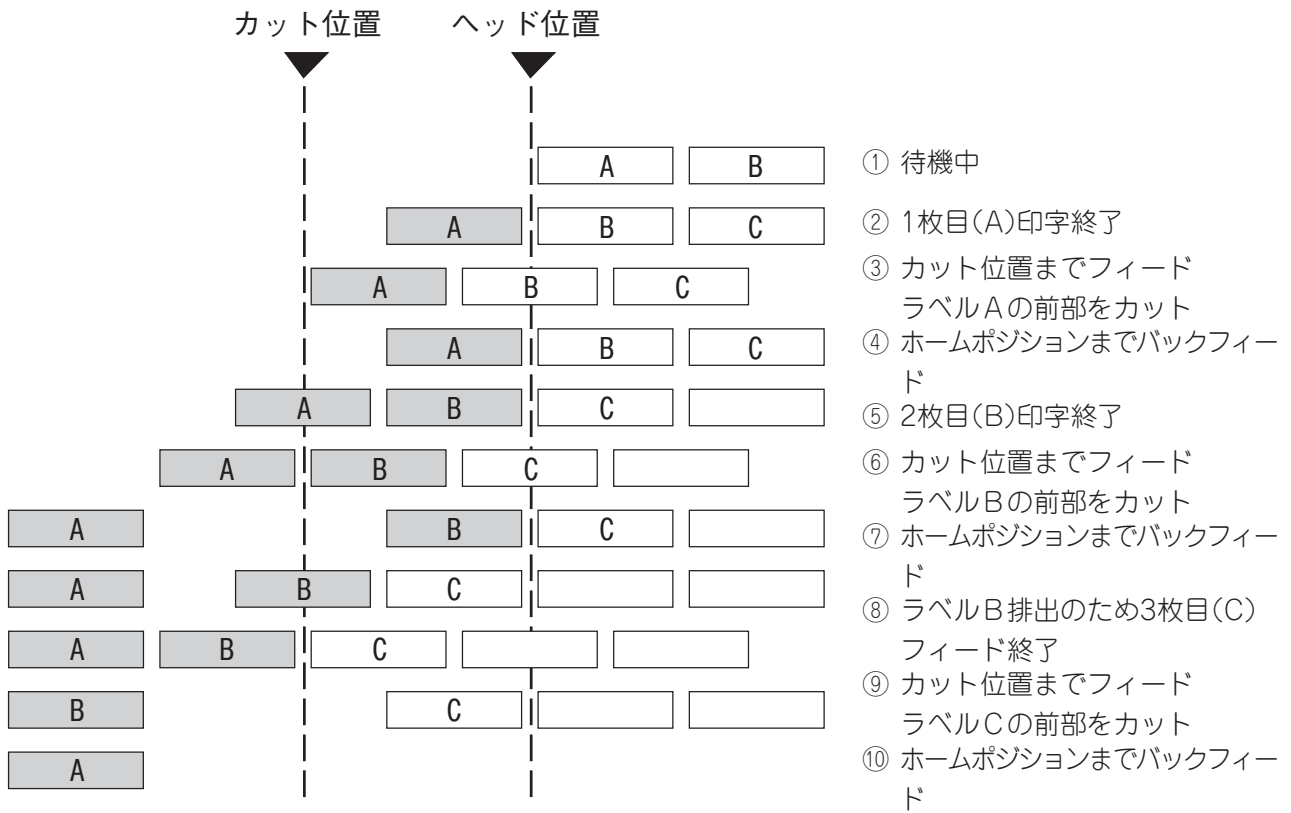 カット位置 ヘッド位置
A B
① 待機中
A B C
② 1枚目(A)印字終了
A B C
③ カット位置までフィード
ラベルAの前部をカット
A B C
④ ホームポジションまでバックフィー
ド
A B C
⑤ 2枚目(B)印字終了
A B C
⑥ カット位置までフィード
ラベルBの前部をカット
A B C
⑦ ホームポジションまでバックフィー
ド
A B C
⑧ ラベルB排出のため3枚目(C)
フィード終了
A B C
⑨ カット位置までフィード
ラベルCの前部をカット
B C
⑩ ホームポジションまでバックフィー
ド
A